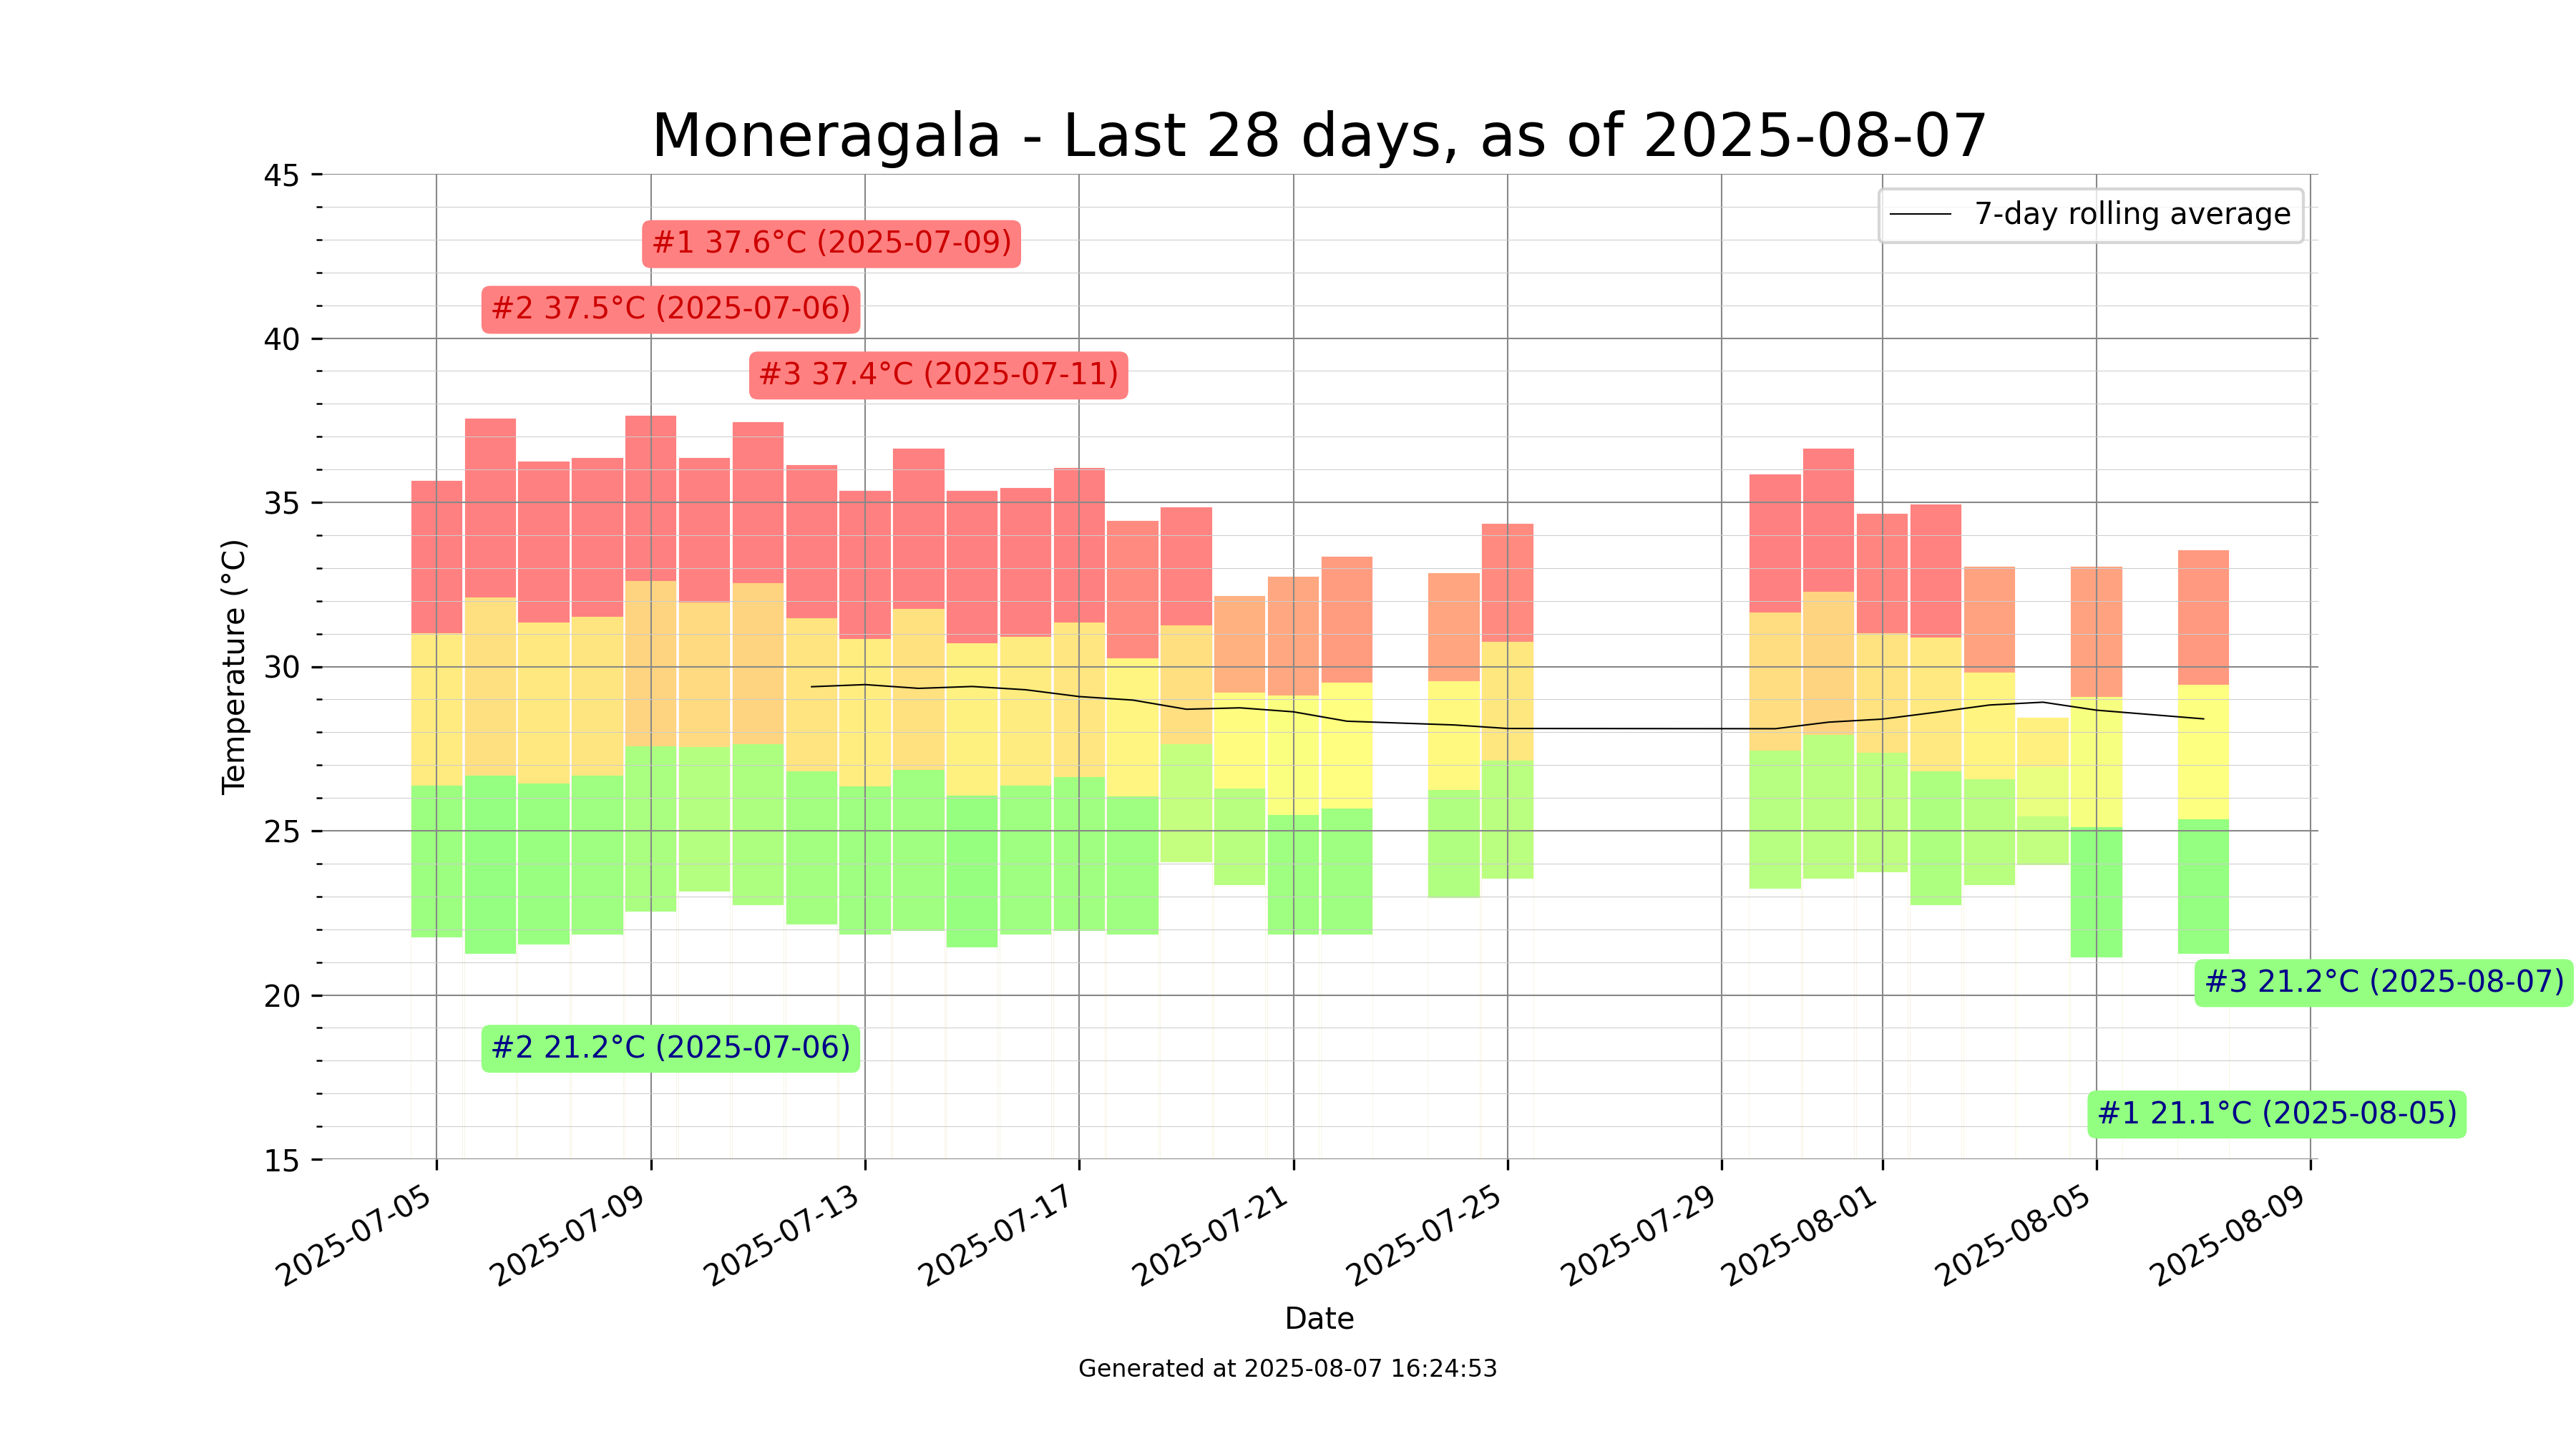 Moneragala - Last 28 days, as of 2025-08-07
7-day rolling average
#1 37.6°C (2025-07-09)
#2 37.5°C (2025-07-06)
#3 37.4°C (2025-07-11)
45
40
35
30
25
20
15
Temperature (°C)
#3 21.2°C (2025-08-07)
#2 21.2°C (2025-07-06)
#1 21.1°C (2025-08-05)
2025-07-05
2025-07-09
2025-07-13
2025-07-17
2025-07-21
2025-07-25
2025-07-29
2025-08-01
2025-08-05
2025-08-09
Date
Generated at 2025-08-07 16:24:53